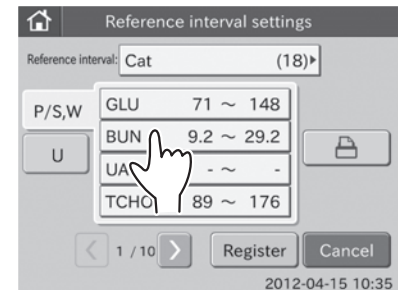 Reference interval settings
Reference interval: Cat (18)
P/S,W
GLU 71 ~ 148
BUN 9.2 ~ 29.2
U
UA - ~ -
TCHO 89 ~ 176
1 / 10 Register Cancel
2012-04-15 10:35